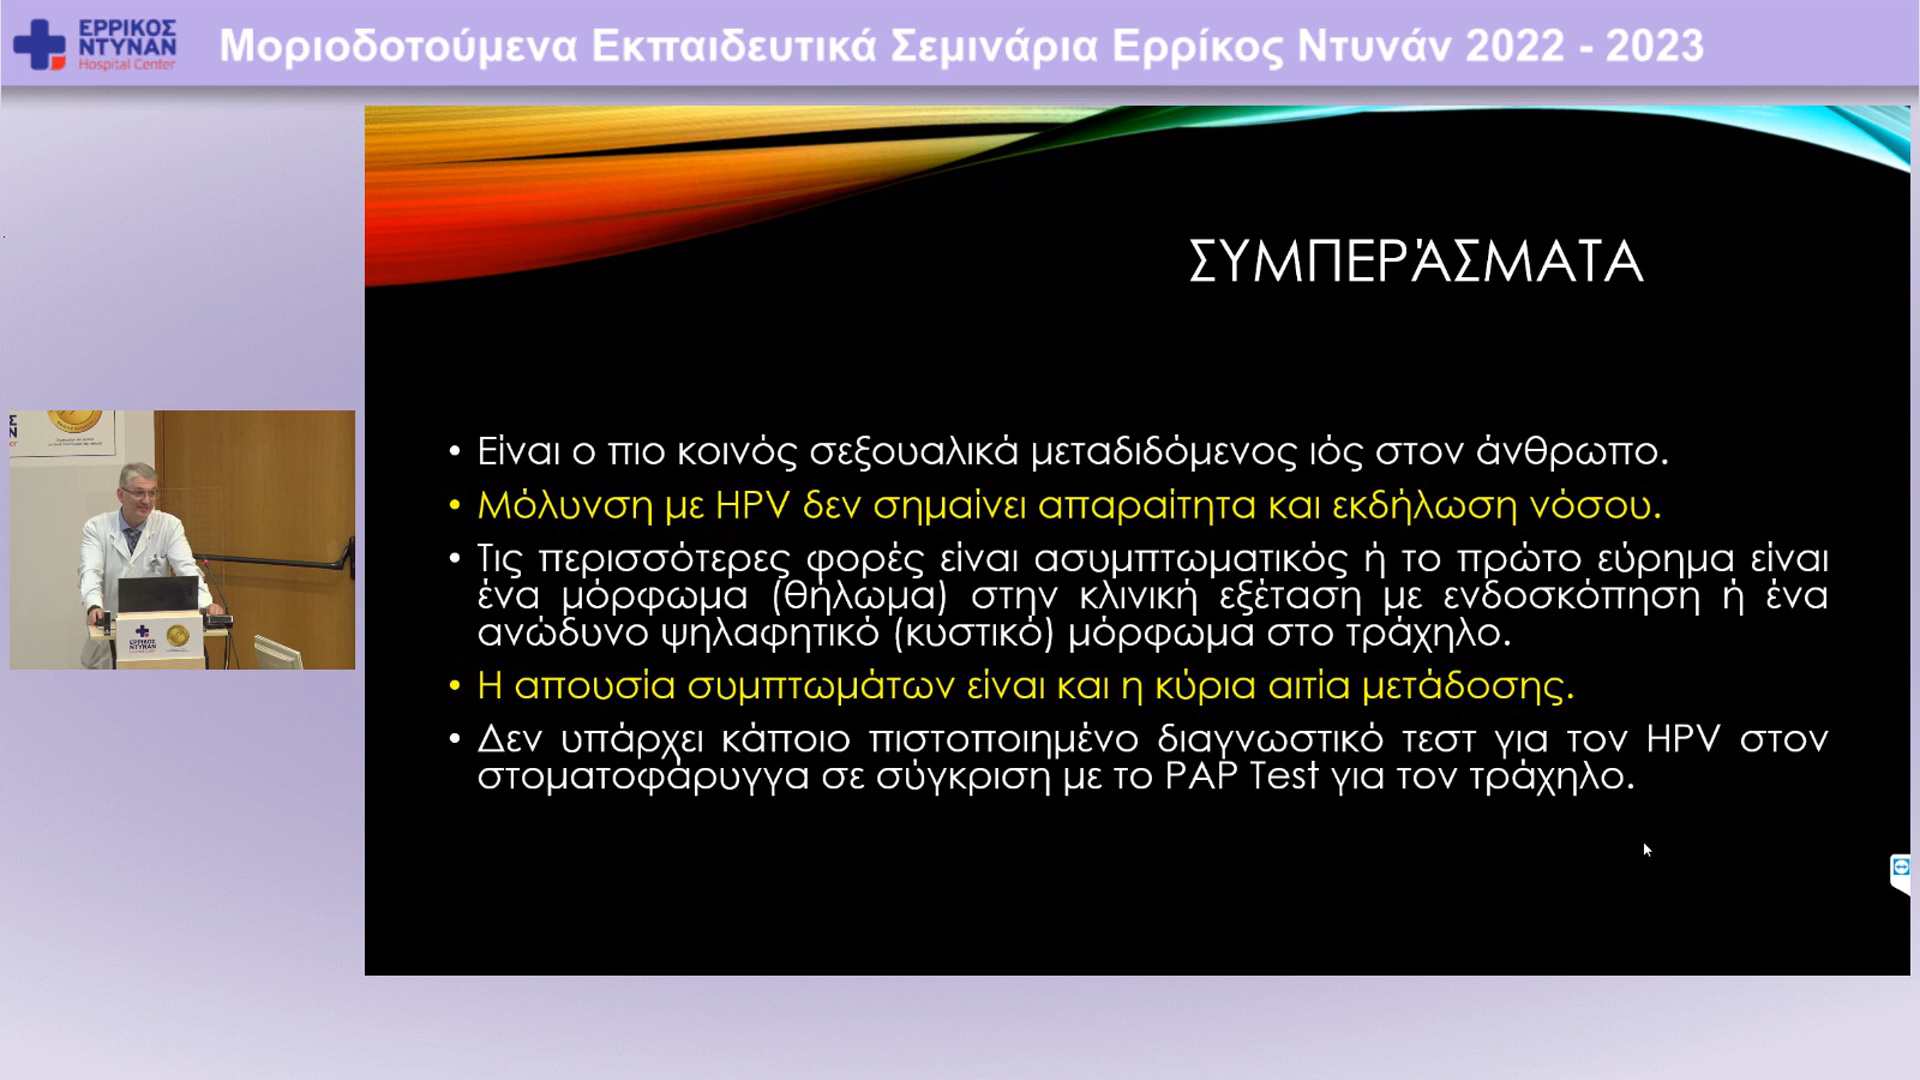 ΕΡΡΙΚΟΣ
ΝΤΥΝΑΝ
Hospital Center
Μοριοδοτούμενα Εκπαιδευτικά Σεμινάρια Ερρίκος Ντυνάν 2022 - 2023
ΣΥΜΠΕΡΆΣΜΑΤΑ
• Είναι ο πιο κοινός σεξουαλικά μεταδιδόμενος ιός στον άνθρωπο.
• Μόλυνση με HPV δεν σημαίνει απαραίτητα και εκδήλωση νόσου.
• Τις περισσότερες φορές είναι ασυμπτωματικός ή το πρώτο εύρημα είναι
ένα μόρφωμα (θήλωμα) στην κλινική εξέταση με ενδοσκόπηση ή ένα
ανώδυνο ψηλαφητικό (κυστικό) μόρφωμα στο τράχηλο.
• Η απουσία συμπτωμάτων είναι και η κύρια αιτία μετάδοσης.
• Δεν υπάρχει κάποιο πιστοποιημένο διαγνωστικό τεστ για τον HPV στον
στοματοφάρυγγα σε σύγκριση με το PAP Test για τον τράχηλο.
ΕΡΡΙΚΟΣ
ΝΤΥΝΑΝ